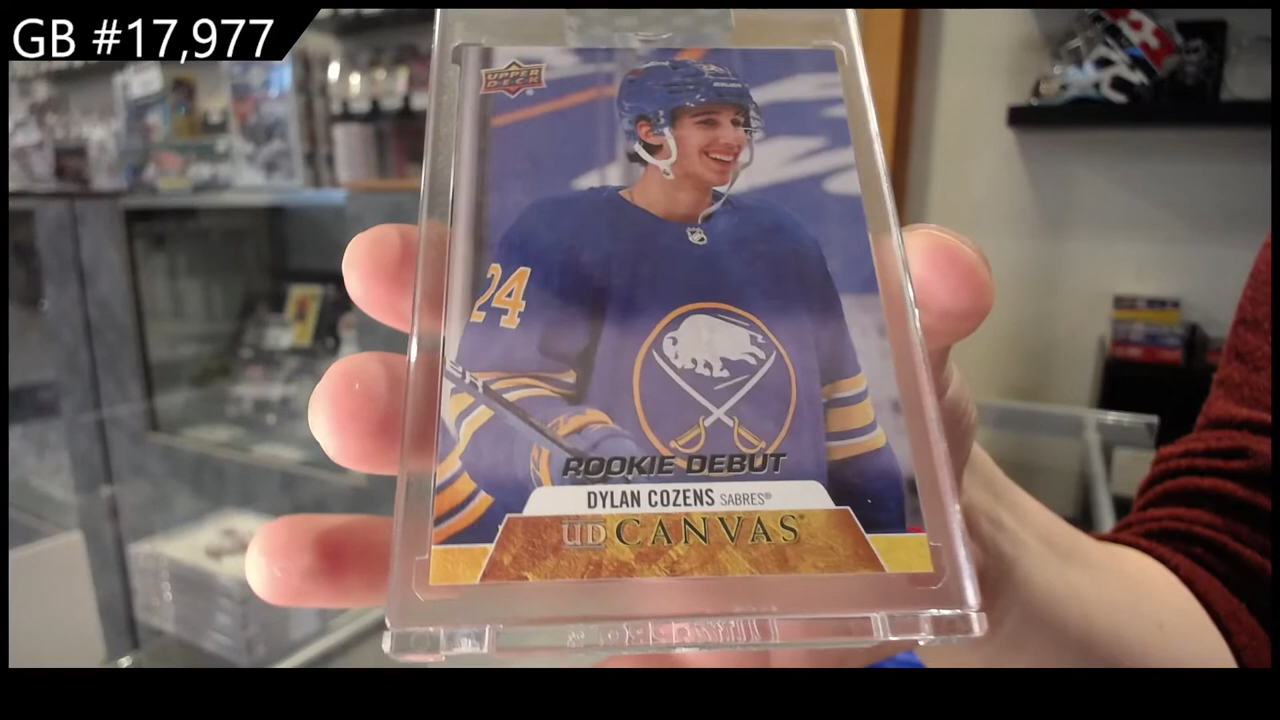 GB #17,977
UPPER
DECK
24
ROOKIE DEBUT
DYLAN COZENS SABRES®
UD CANVAS